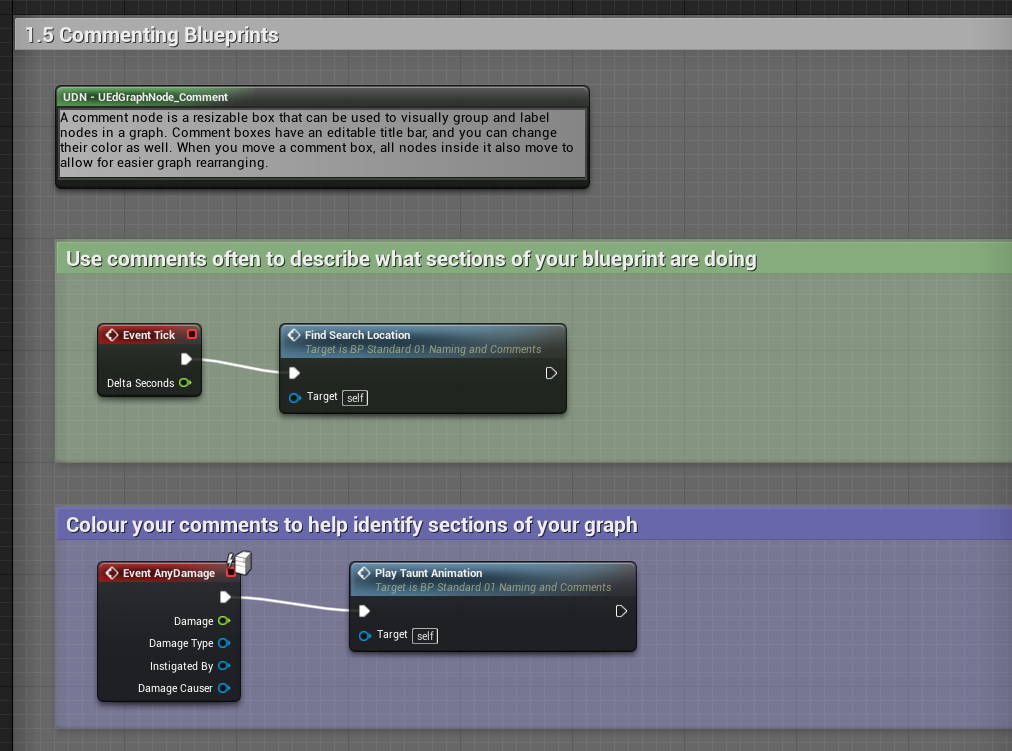 1.5 Commenting Blueprints
UDN - UEdGraphNode_Comment
A comment node is a resizable box that can be used to visually group and label
nodes in a graph. Comment boxes have an editable title bar, and you can change
their color as well. When you move a comment box, all nodes inside it also move to
allow for easier graph rearranging.
Use comments often to describe what sections of your blueprint are doing
Event Tick
Delta Seconds
Find Search Location
Target is BP Standard 01 Naming and Comments
Target self
Colour your comments to help identify sections of your graph
Event AnyDamage
Damage
Damage Type
Instigated By
Damage Causer
Play Taunt Animation
Target is BP Standard 01 Naming and Comments
Target self